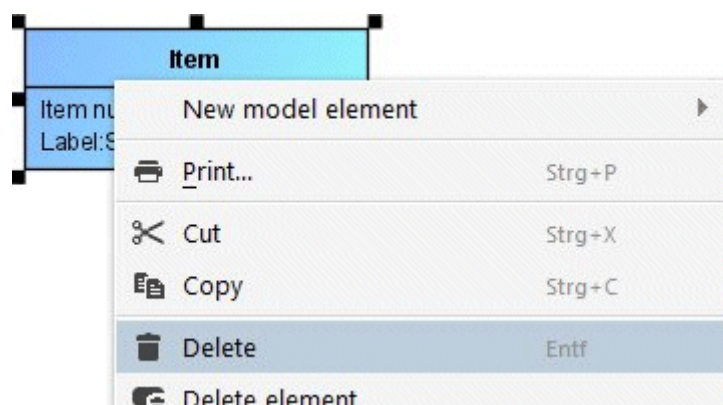 Item
Item nu
Label:S
New model element
Print... Strg+P
Cut Strg+X
Copy Strg+C
Delete Entf
Delete element